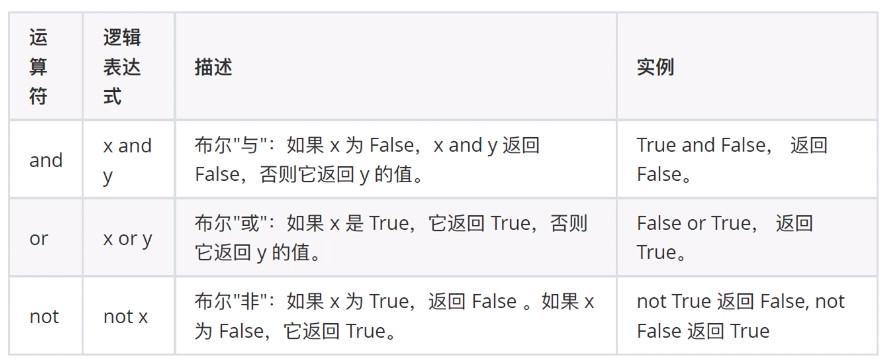 运
算
符
逻辑
表达
式
描述
实例
and
x and
y
布尔"与"：如果 x 为 False，x and y 返回
False，否则它返回 y 的值。
True and False， 返回
False。
or
x or y
布尔"或"：如果 x 是 True，它返回 True，否则
它返回 y 的值。
False or True， 返回
True。
not
not x
布尔"非"：如果 x 为 True，返回 False 。如果 x
为 False，它返回 True。
not True 返回 False, not
False 返回 True